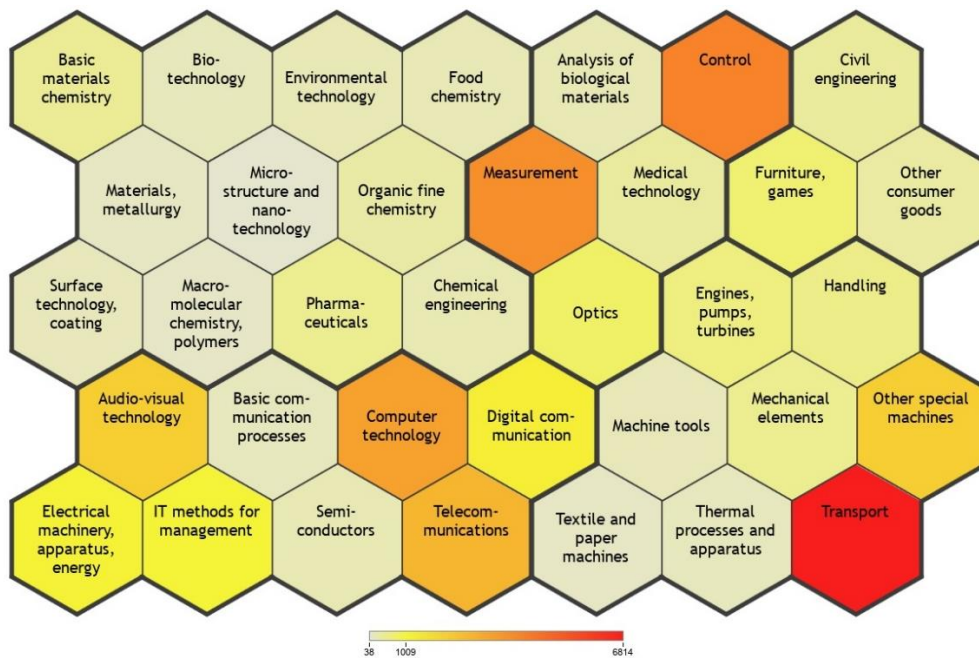 Basic
materials
chemistry
Bio-
technology
Environmental
technology
Food
chemistry
Analysis of
biological
materials
Control
Civil
engineering
Materials,
metallurgy
Micro-
structure and
nano-
technology
Organic fine
chemistry
Measurement
Medical
technology
Furniture,
games
Other
consumer
goods
Surface
technology,
coating
Macro-
molecular
chemistry,
polymers
Pharma-
ceuticals
Chemical
engineering
Optics
Engines,
pumps,
turbines
Handling
Audio-visual
technology
Basic com-
munication
processes
Computer
technology
Digital com-
munication
Machine tools
Mechanical
elements
Other special
machines
Electrical
machinery,
apparatus,
energy
IT methods for
management
Semi-
conductors
Telecom-
munications
Textile and
paper
machines
Thermal
processes and
apparatus
Transport
38 1009 6814